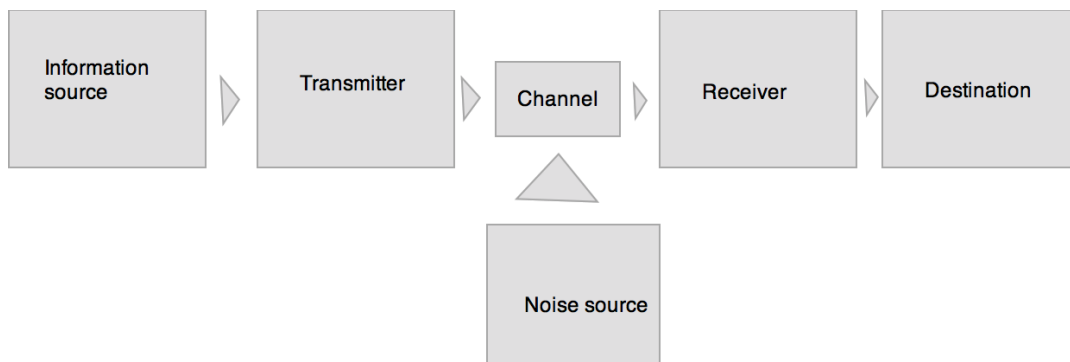 Information
source
Transmitter
Channel
Receiver
Destination
Noise source